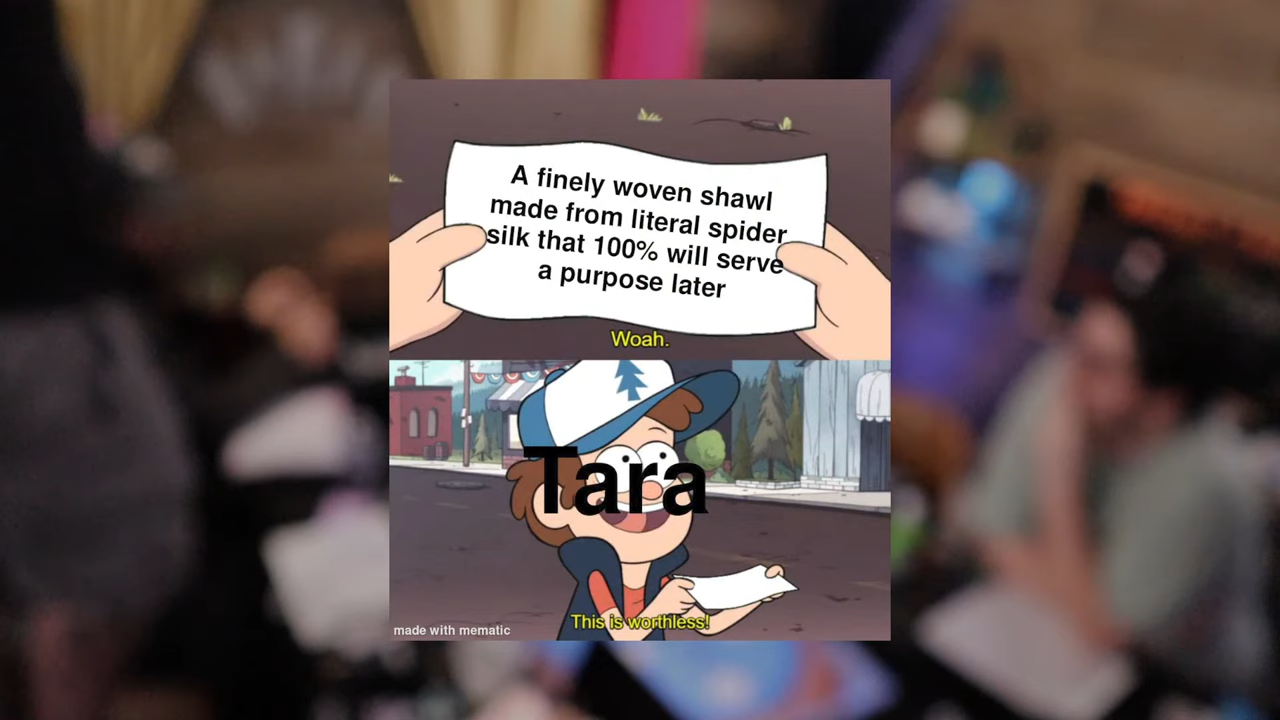 A finely woven shawl
made from literal spider
silk that 100% will serve
a purpose later
Woah.
Tara
This is worthless!
made with mematic